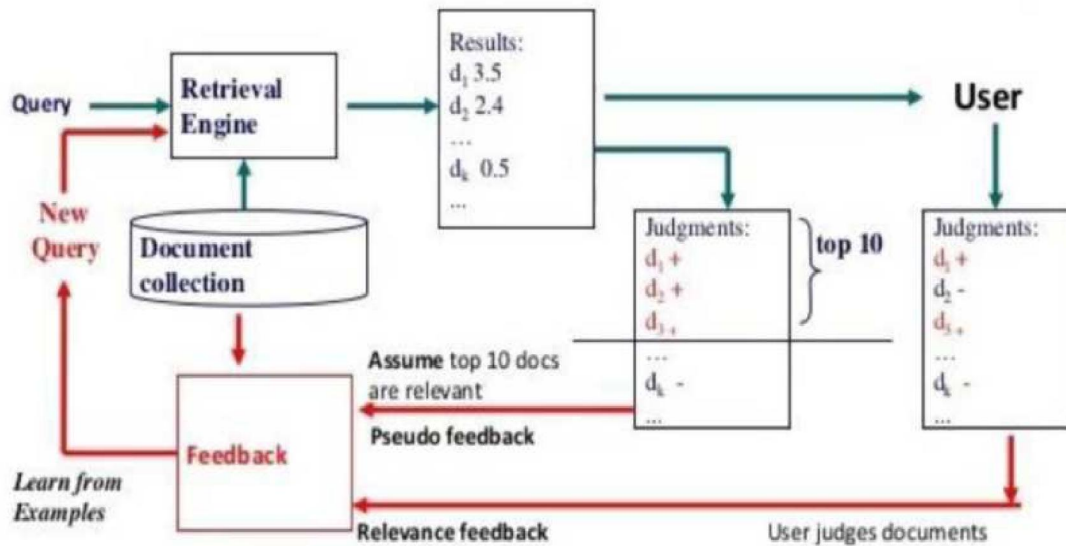 Query
Retrieval
Engine
Results:
d₁ 3.5
d₂ 2.4
...
dₖ 0.5
...
User
New
Query
Document
collection
Judgments:
d₁ +
d₂ +
d₃ +
...
dₖ -
...
top 10
Judgments:
d₁ +
d₂ -
d₃ +
...
dₖ -
...
Assume top 10 docs
are relevant
Pseudo feedback
Feedback
Learn from
Examples
Relevance feedback
User judges documents